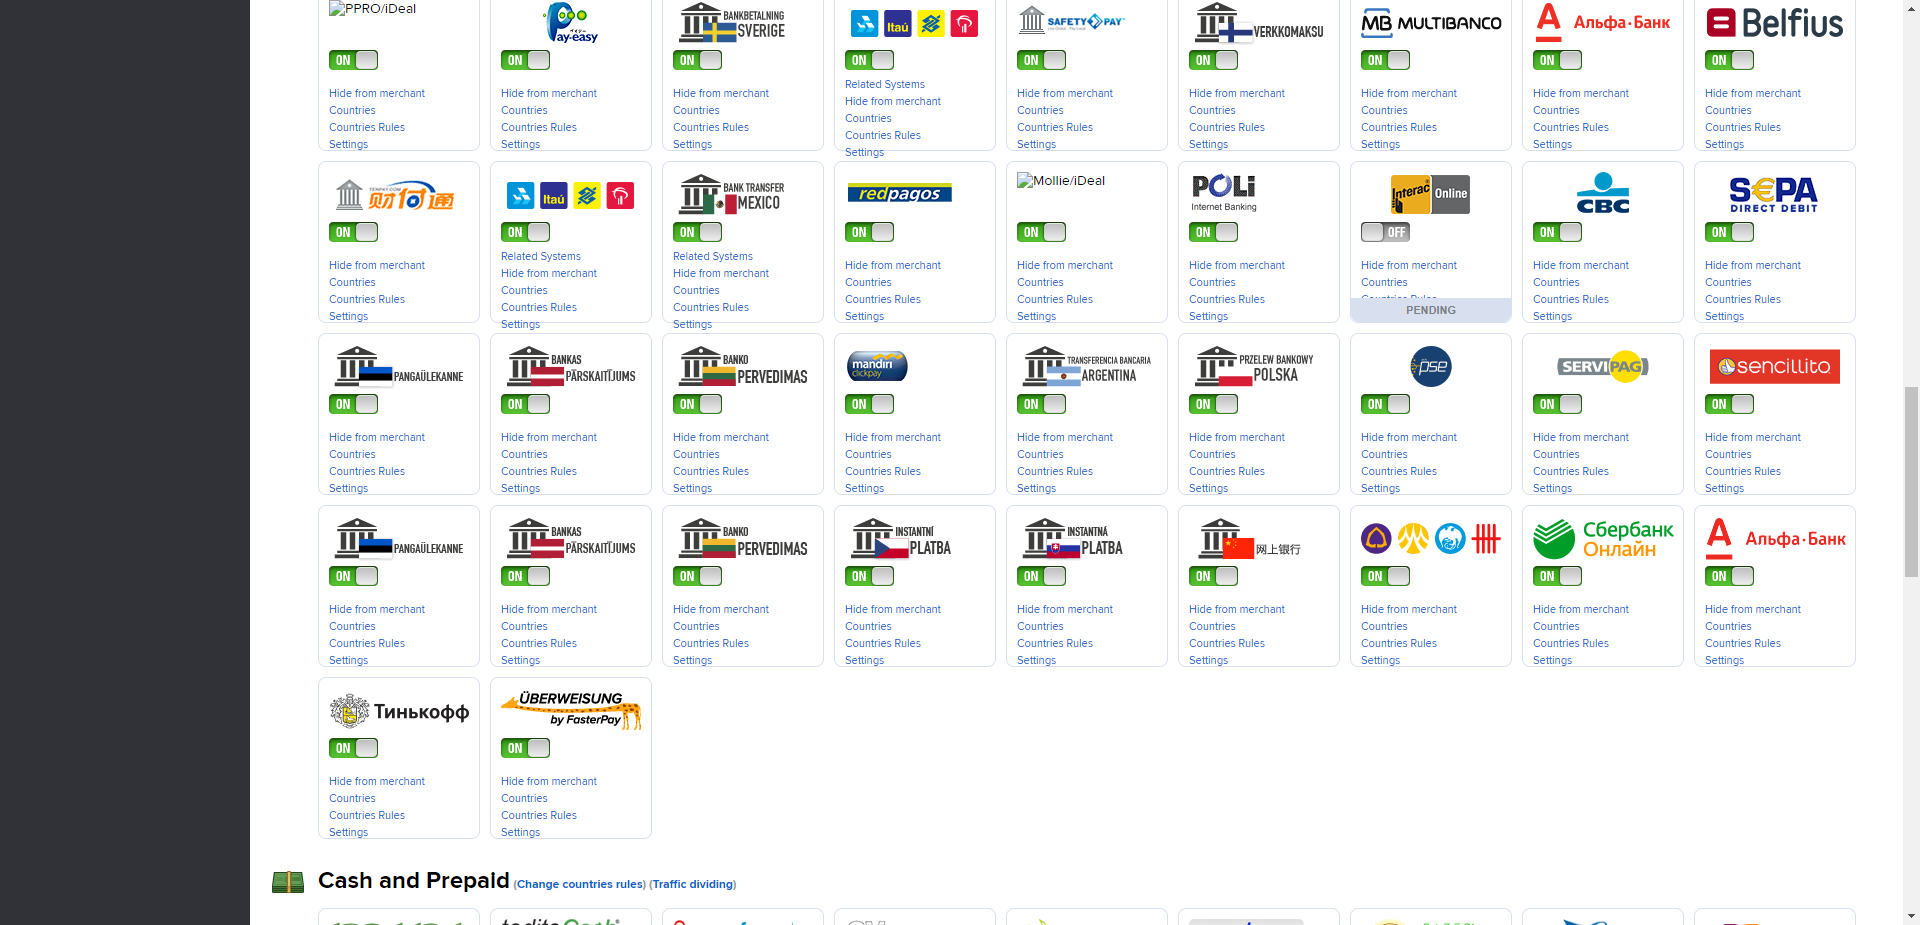 PPRO/iDeal
ペイジー
Pay-easy
BANKBETALNING
SVERIGE
Itaú
SAFETYPAY
VERKKOMAKSU
MB MULTIBANCO
Альфа·Банк
Belfius
ON ON ON ON ON ON ON ON ON
Hide from merchant Hide from merchant Hide from merchant Related Systems Hide from merchant Hide from merchant Hide from merchant Hide from merchant Hide from merchant
Countries Countries Countries Hide from merchant Countries Countries Countries Countries Countries
Countries Rules Countries Rules Countries Rules Countries Countries Rules Countries Rules Countries Rules Countries Rules Countries Rules
Settings Settings Settings Countries Rules Settings Settings Settings Settings Settings
Settings
TENPAY.COM
财付通
Itaú
BANK TRANSFER
MEXICO
redpagos
Mollie/iDeal
POLi
Internet Banking
Interac Online
CBC
S€PA
DIRECT DEBIT
ON ON ON ON ON ON OFF ON ON
Hide from merchant Related Systems Related Systems Hide from merchant Hide from merchant Hide from merchant Hide from merchant Hide from merchant Hide from merchant
Countries Hide from merchant Hide from merchant Countries Countries Countries Countries Countries Countries
Countries Rules Countries Countries Countries Rules Countries Rules Countries Rules Countries Rules Countries Rules Countries Rules
Settings Countries Rules Countries Rules Settings Settings Settings PENDING Settings Settings
Settings Settings
PANGAÜLEKANNE
BANKAS
PĀRSKAITĪJUMS
BANKO
PERVEDIMAS
mandiri
clickpay
TRANSFERENCIA BANCARIA
ARGENTINA
PRZELEW BANKOWY
POLSKA
pse
SERVIPAG
sencillito
ON ON ON ON ON ON ON ON ON
Hide from merchant Hide from merchant Hide from merchant Hide from merchant Hide from merchant Hide from merchant Hide from merchant Hide from merchant Hide from merchant
Countries Countries Countries Countries Countries Countries Countries Countries Countries
Countries Rules Countries Rules Countries Rules Countries Rules Countries Rules Countries Rules Countries Rules Countries Rules Countries Rules
Settings Settings Settings Settings Settings Settings Settings Settings Settings
PANGAÜLEKANNE
BANKAS
PĀRSKAITĪJUMS
BANKO
PERVEDIMAS
INSTANTNÍ
PLATBA
INSTANTNÁ
PLATBA
网上银行
Сбербанк
Онлайн
Альфа·Банк
ON ON ON ON ON ON ON ON ON
Hide from merchant Hide from merchant Hide from merchant Hide from merchant Hide from merchant Hide from merchant Hide from merchant Hide from merchant Hide from merchant
Countries Countries Countries Countries Countries Countries Countries Countries Countries
Countries Rules Countries Rules Countries Rules Countries Rules Countries Rules Countries Rules Countries Rules Countries Rules Countries Rules
Settings Settings Settings Settings Settings Settings Settings Settings Settings
Тинькофф
ÜBERWEISUNG
by FasterPay
ON ON
Hide from merchant Hide from merchant
Countries Countries
Countries Rules Countries Rules
Settings Settings
Cash and Prepaid (Change countries rules) (Traffic dividing)